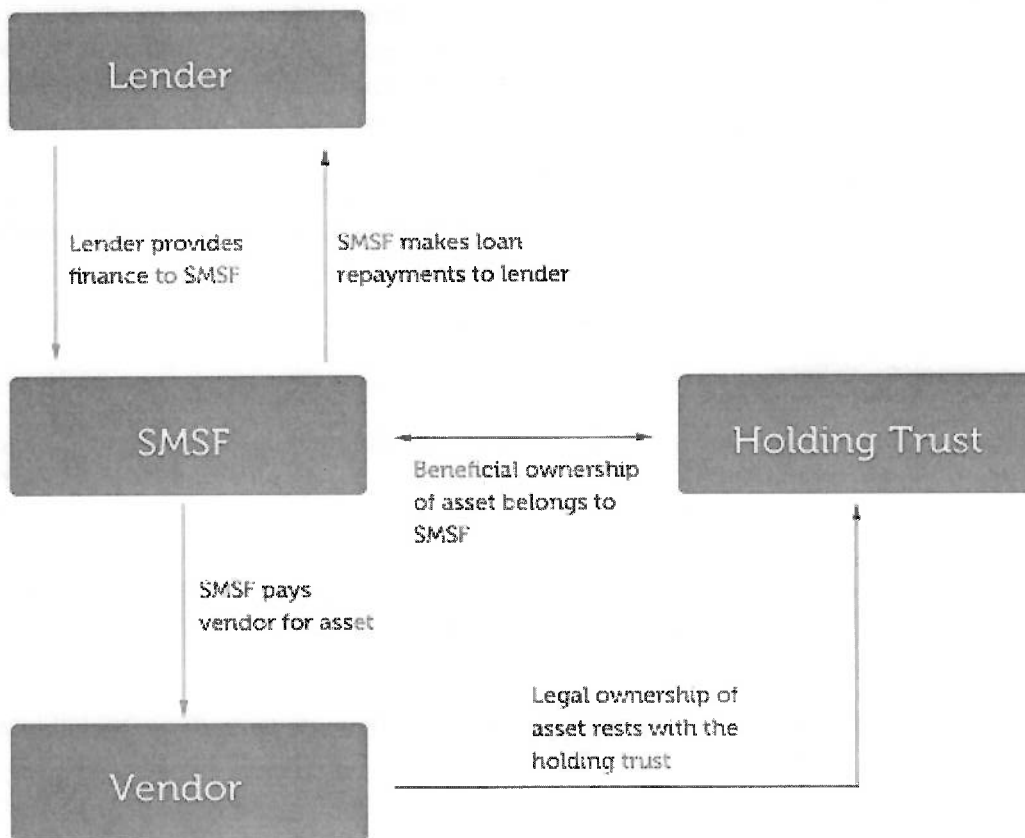 Lender
Lender provides
finance to SMSF
SMSF makes loan
repayments to lender
SMSF
Holding Trust
Beneficial ownership
of asset belongs to
SMSF
SMSF pays
vendor for asset
Legal ownership of
asset rests with the
holding trust
Vendor